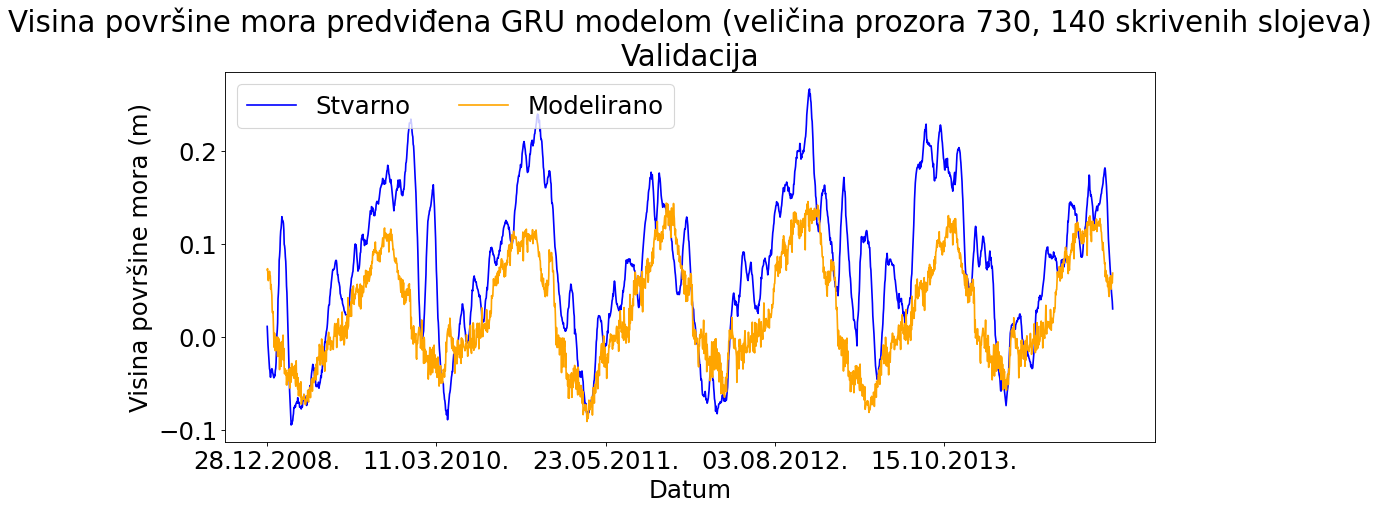 Visina površine mora predviđena GRU modelom (veličina prozora 730, 140 skrivenih slojeva)
Validacija
Stvarno
Modelirano
Visina površine mora (m)
0.2
0.1
0.0
−0.1
28.12.2008.
11.03.2010.
23.05.2011.
03.08.2012.
15.10.2013.
Datum